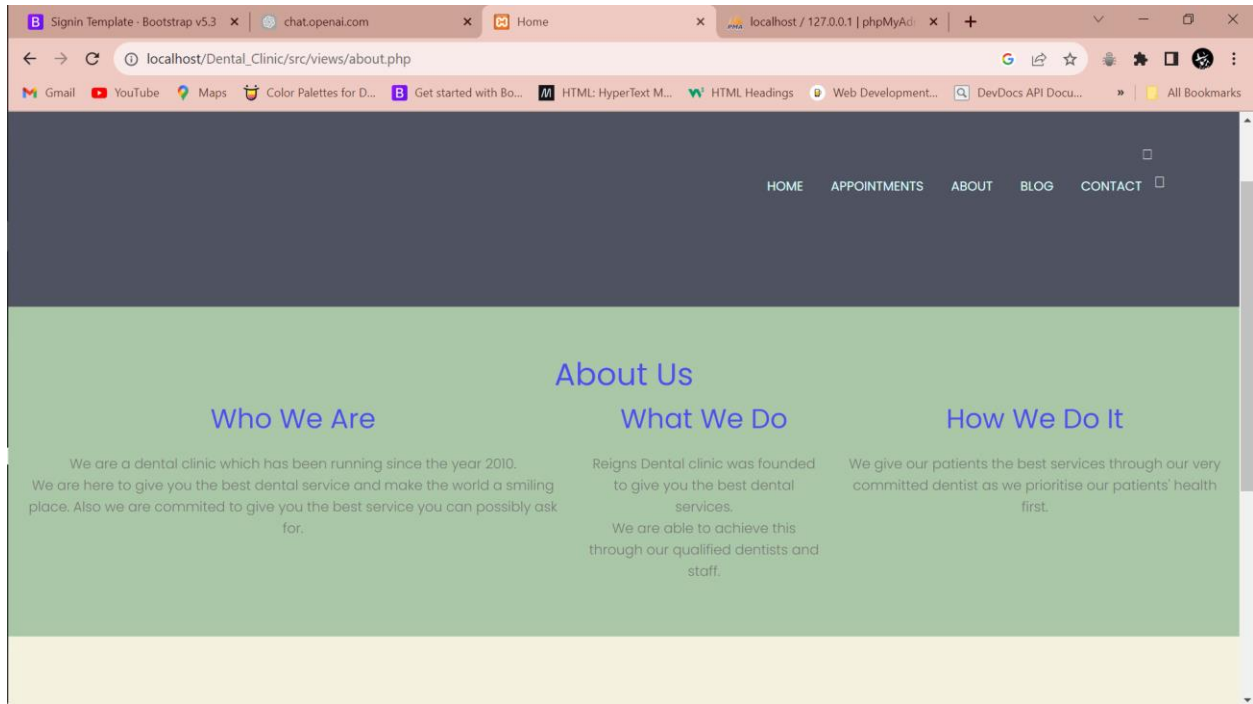 Signin Template · Bootstrap v5.3
chat.openai.com
Home
localhost / 127.0.0.1 | phpMyAd
localhost/Dental_Clinic/src/views/about.php
Gmail
YouTube
Maps
Color Palettes for D...
Get started with Bo...
HTML: HyperText M...
HTML Headings
Web Development...
DevDocs API Docu...
»
All Bookmarks
HOME
APPOINTMENTS
ABOUT
BLOG
CONTACT
About Us
Who We Are
We are a dental clinic which has been running since the year 2010.
We are here to give you the best dental service and make the world a smiling
place. Also we are commited to give you the best service you can possibly ask
for.
What We Do
Reigns Dental clinic was founded
to give you the best dental
services.
We are able to achieve this
through our qualified dentists and
staff.
How We Do It
We give our patients the best services through our very
committed dentist as we prioritise our patients' health
first.